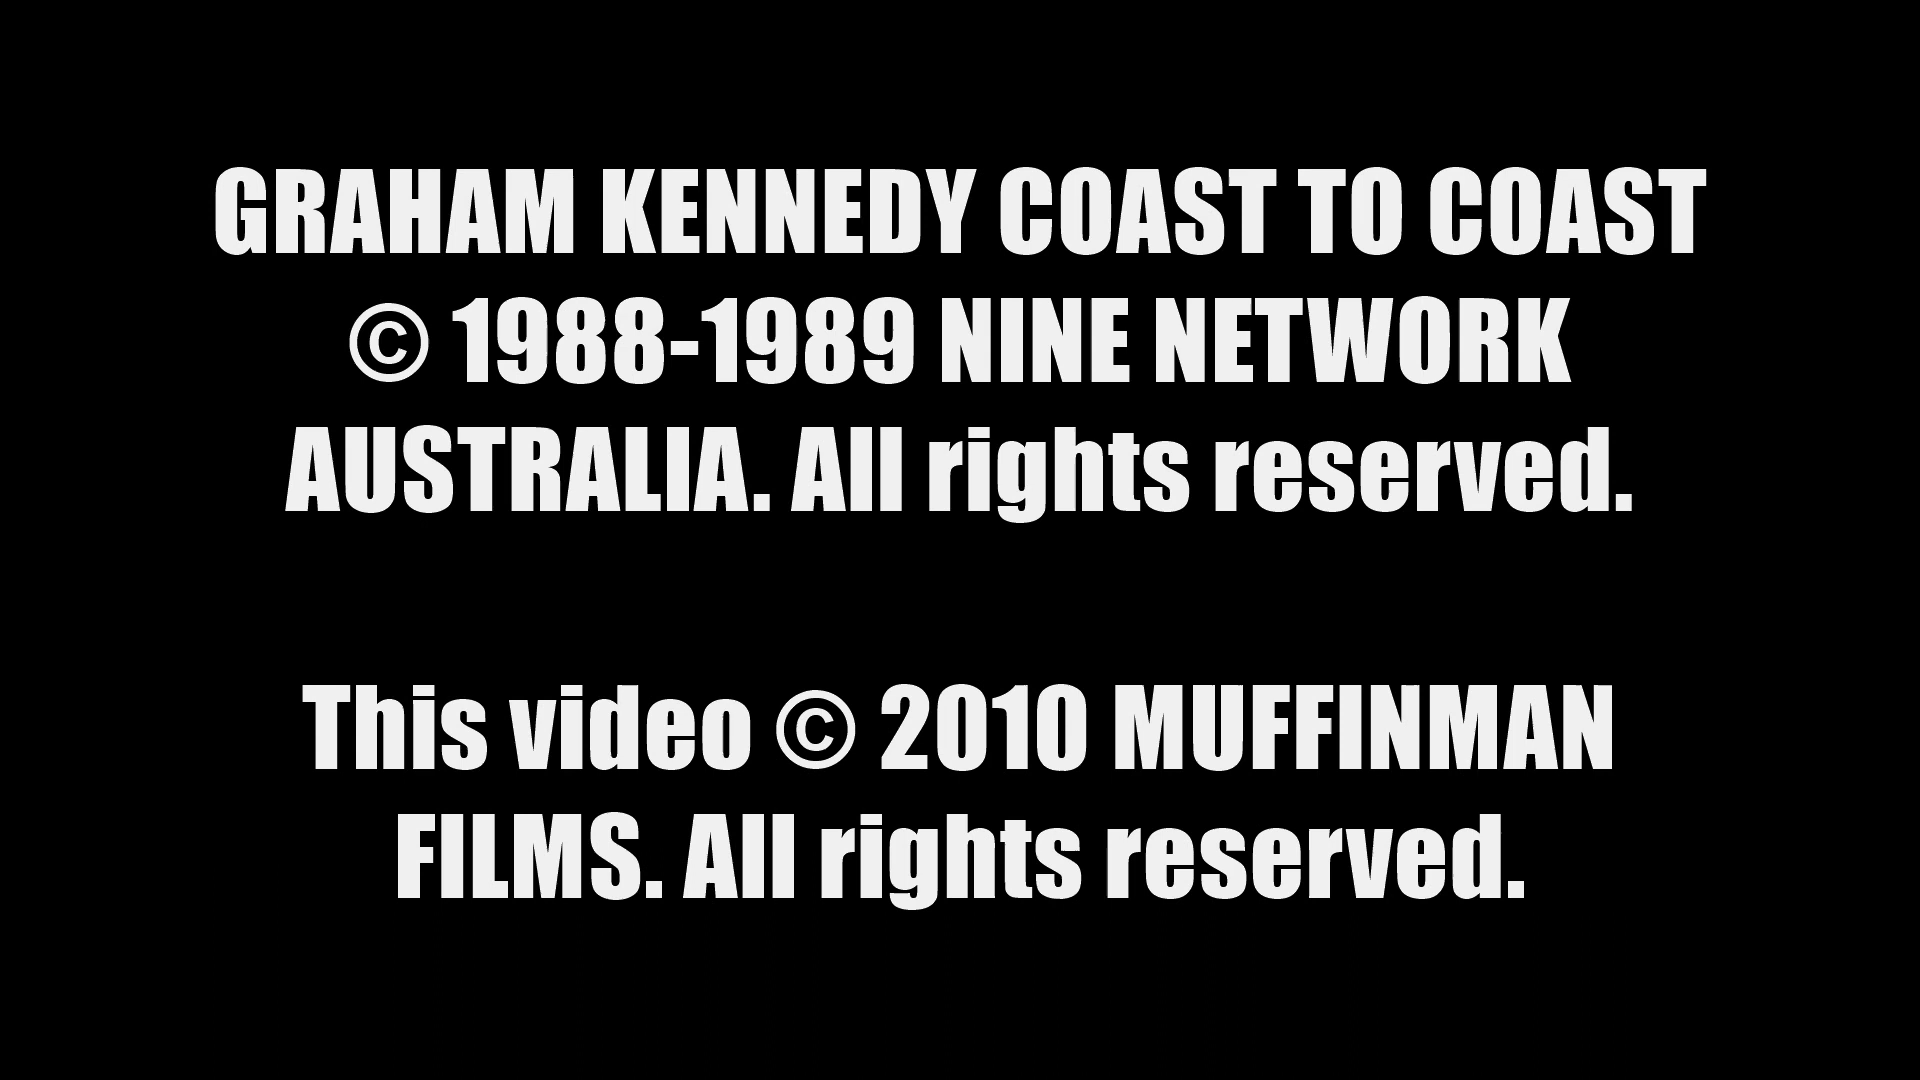 GRAHAM KENNEDY COAST TO COAST
© 1988-1989 NINE NETWORK
AUSTRALIA. All rights reserved.
This video © 2010 MUFFINMAN
FILMS. All rights reserved.